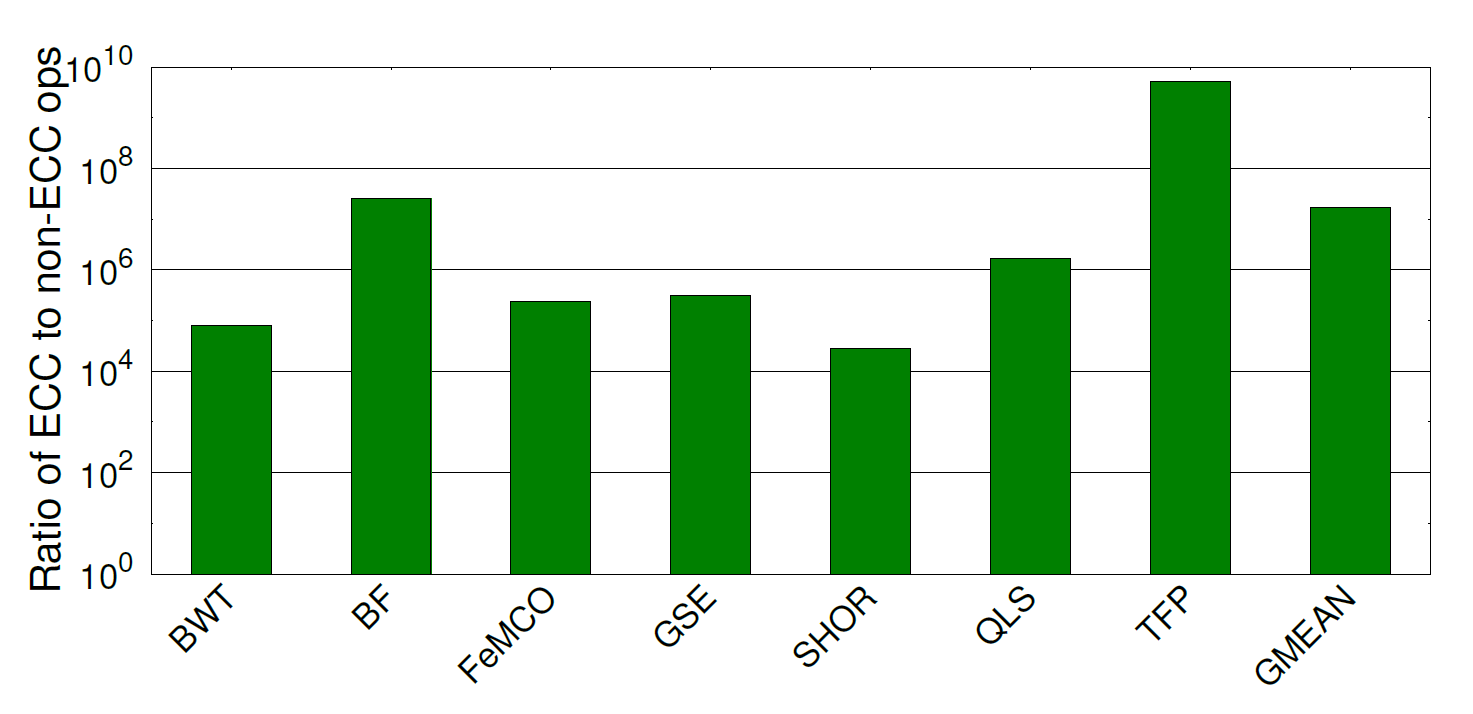 Ratio of ECC to non-ECC ops
10^10
10^8
10^6
10^4
10^2
10^0
BWT
BF
FeMCO
GSE
SHOR
QLS
TFP
GMEAN